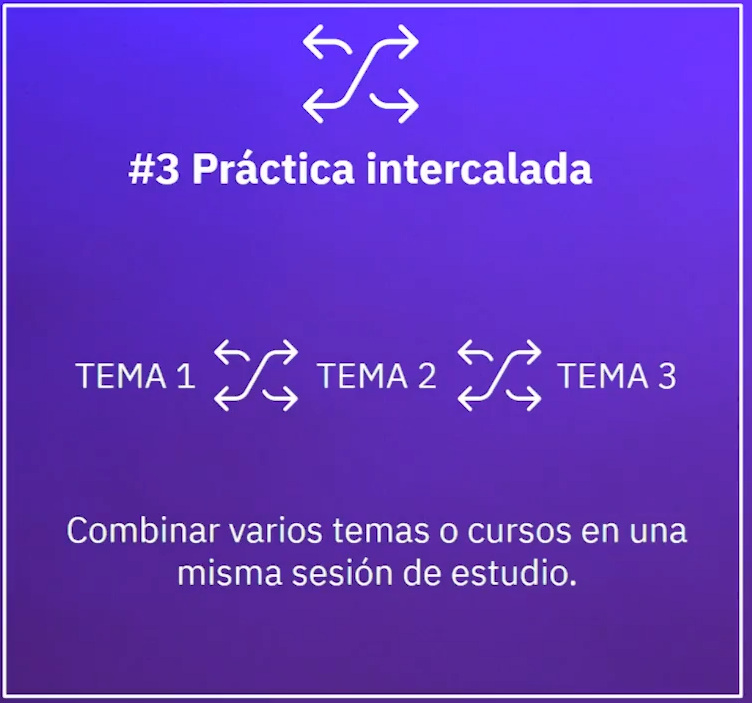 #3 Práctica intercalada
TEMA 1 TEMA 2 TEMA 3
Combinar varios temas o cursos en una
misma sesión de estudio.